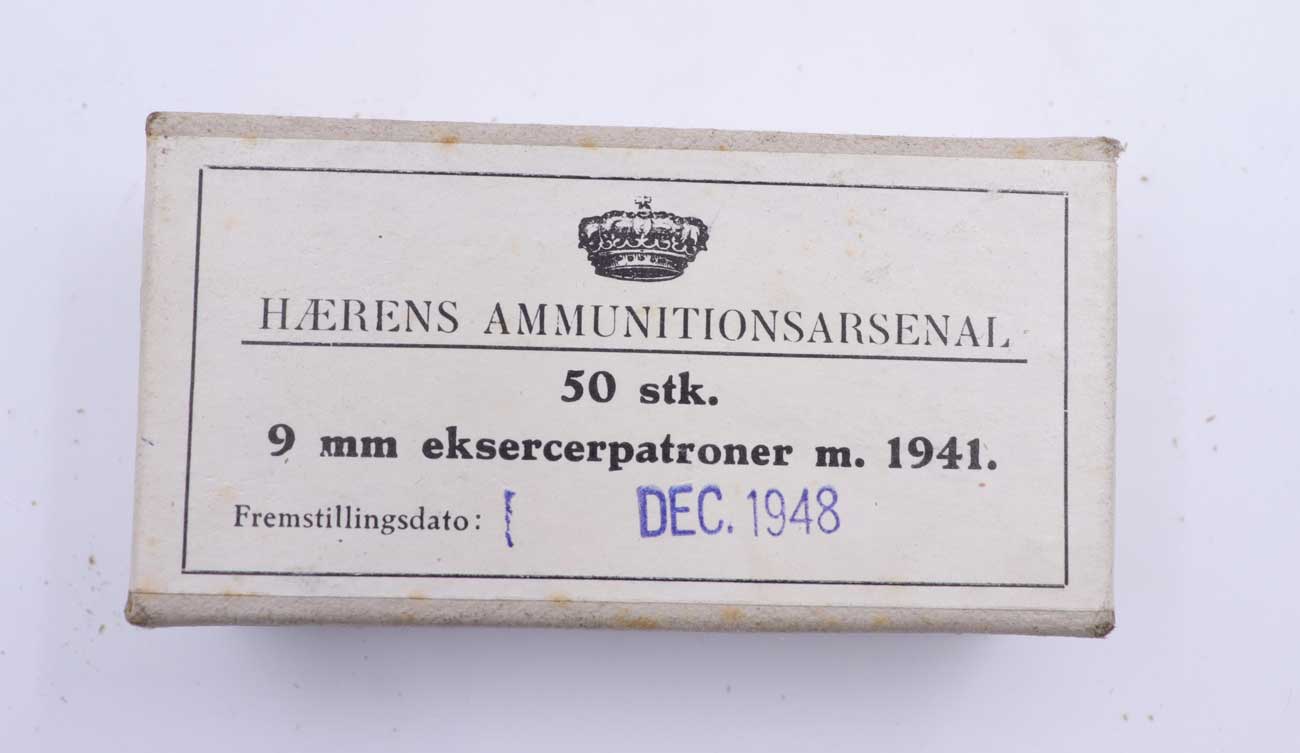 HÆRENS AMMUNITIONSARSENAL
50 stk.
9 mm eksercerpatroner m. 1941.
Fremstillingsdato: DEC. 1948